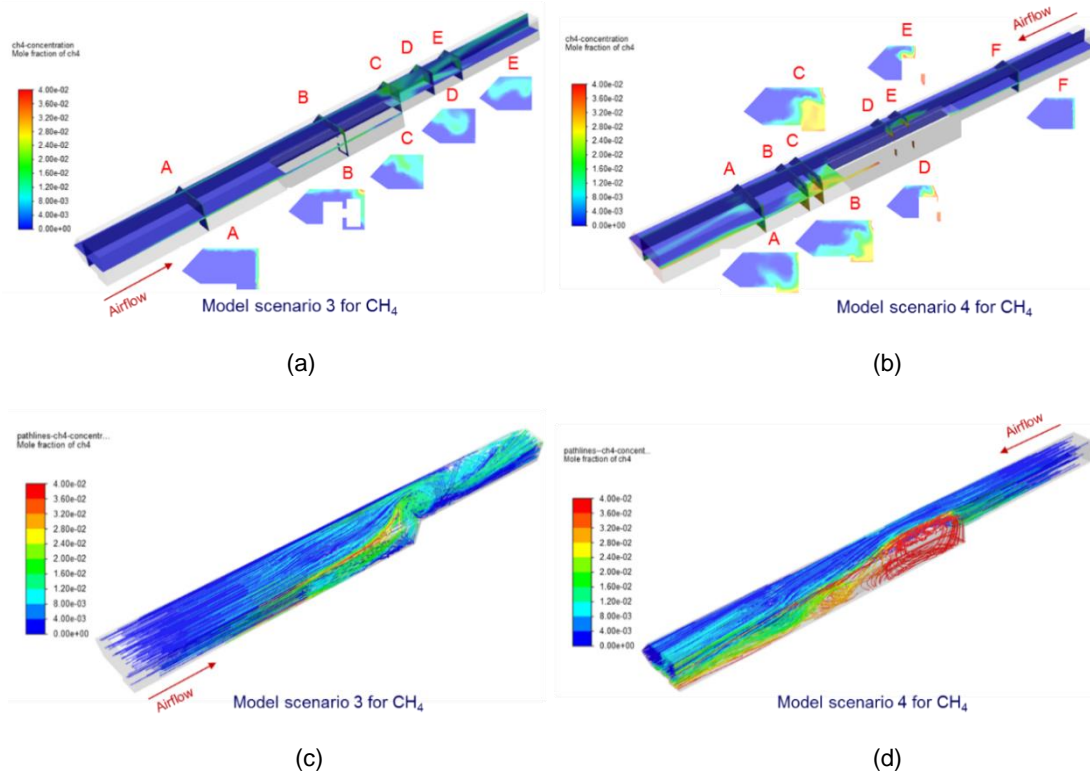 ch4-concentration
Mole fraction of ch4
4.00e-02
3.60e-02
3.20e-02
2.80e-02
2.40e-02
2.00e-02
1.60e-02
1.20e-02
8.00e-03
4.00e-03
0.00e+00
A
B
C
D
E
E
D
C
B
A
Airflow
Model scenario 3 for CH₄
(a)
ch4-concentration
Mole fraction of ch4
4.00e-02
3.60e-02
3.20e-02
2.80e-02
2.40e-02
2.00e-02
1.60e-02
1.20e-02
8.00e-03
4.00e-03
0.00e+00
Airflow
E
F
C
D
E
F
B
C
A
D
B
A
Model scenario 4 for CH₄
(b)
pathlines-ch4-concentr...
Mole fraction of ch4
4.00e-02
3.60e-02
3.20e-02
2.80e-02
2.40e-02
2.00e-02
1.60e-02
1.20e-02
8.00e-03
4.00e-03
0.00e+00
Airflow
Model scenario 3 for CH₄
(c)
pathlines--ch4-concent...
Mole fraction of ch4
4.00e-02
3.60e-02
3.20e-02
2.80e-02
2.40e-02
2.00e-02
1.60e-02
1.20e-02
8.00e-03
4.00e-03
0.00e+00
Airflow
Model scenario 4 for CH₄
(d)